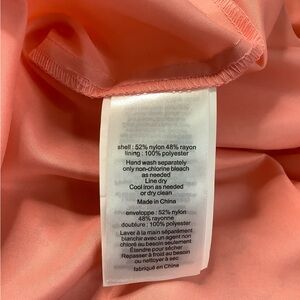 shell : 52% nylon 48% rayon
lining : 100% polyester
Hand wash separately
only non-chlorine bleach
as needed
Line dry
Cool iron as needed
or dry clean
Made in China
enveloppe : 52% nylon
48% rayonne
doublure : 100% polyester
Laver à la main séparément
blanchir avec un agent non
chloré au besoin seulement
Étendre pour sécher
Repasser à froid au besoin
ou nettoyer à sec
fabriqué en China